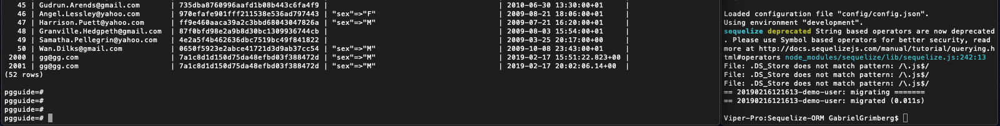 45 | Gudrun.Arends@gmail.com | 735dba8760996aafd1b08b443c6fa4f9 | | 2010-06-30 13:30:00+01 |
46 | Angel.Lessley@yahoo.com | 970efafe901fff211538e536ad797443 | "sex"=>"F" | 2009-08-21 18:06:00+01 |
47 | Harrison.Puett@yahoo.com | ff9e460aaca39a2c3bbd68043047826a | "sex"=>"M" | 2009-07-21 16:20:00+01 |
48 | Granville.Hedgpeth@gmail.com | 87f0bfd98e2a9b8d30bc1309936744cb | | 2009-08-03 15:54:00+01 |
49 | Samatha.Pellegrin@yahoo.com | 4e2a5f4b462636dbc7519bc49f841822 | | 2009-03-25 20:17:00+00 |
50 | Wan.Dilks@gmail.com | 0650f5923e2abce41721d3d9ab37cc54 | "sex"=>"M" | 2009-10-08 23:43:00+01 |
2000 | gg@gg.com | 7a1c8d1d150d75da48efbd03f388472d | "sex"=>"M" | 2019-02-17 15:51:22.823+00 |
2001 | gg@gg.com | 7a1c8d1d150d75da48efbd03f388472d | "sex"=>"M" | 2019-02-17 20:02:06.14+00 |
(52 rows)
pgguide=#
pgguide=#
pgguide=#
pgguide=#
Loaded configuration file "config/config.json".
Using environment "development".
sequelize deprecated String based operators are now deprecated
. Please use Symbol based operators for better security, read
more at http://docs.sequelizejs.com/manual/tutorial/querying.h
tml#operators node_modules/sequelize/lib/sequelize.js:242:13
File: .DS_Store does not match pattern: /\.js$/
File: .DS_Store does not match pattern: /\.js$/
File: .DS_Store does not match pattern: /\.js$/
== 20190216121613-demo-user: migrating =======
== 20190216121613-demo-user: migrated (0.011s)
Viper-Pro:Sequelize-ORM GabrielGrimberg$